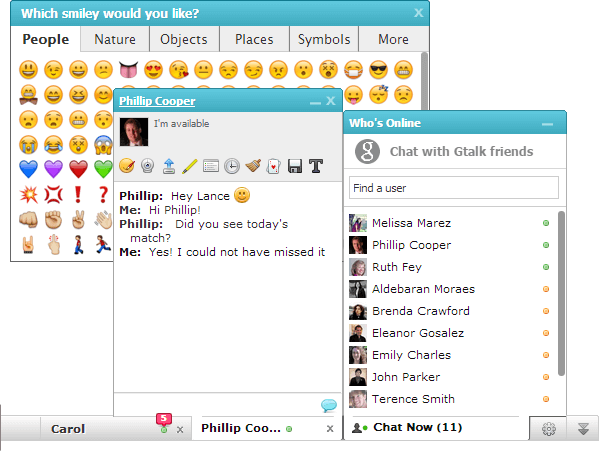 Which smiley would you like? x
People Nature Objects Places Symbols More
Phillip Cooper x
I'm available
Phillip: Hey Lance
Me: Hi Phillip!
Phillip: Did you see today's
match?
Me: Yes! I could not have missed it
Who's Online
g Chat with Gtalk friends
Find a user
Melissa Marez
Phillip Cooper
Ruth Fey
Aldebaran Moraes
Brenda Crawford
Eleanor Gosalez
Emily Charles
John Parker
Terence Smith
Carol 5 x
Phillip Coo... x
Chat Now (11)